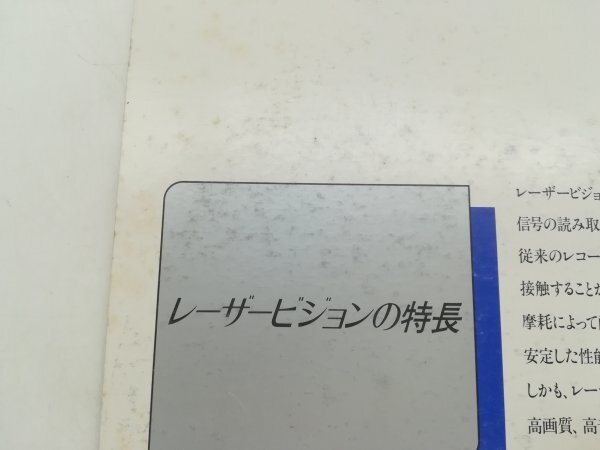 レーザービジョンの特長
レーザービジョ
信号の読み取
従来のレコー
接触することが
摩耗によって
安定した性能
しかも、レー
高画質、高